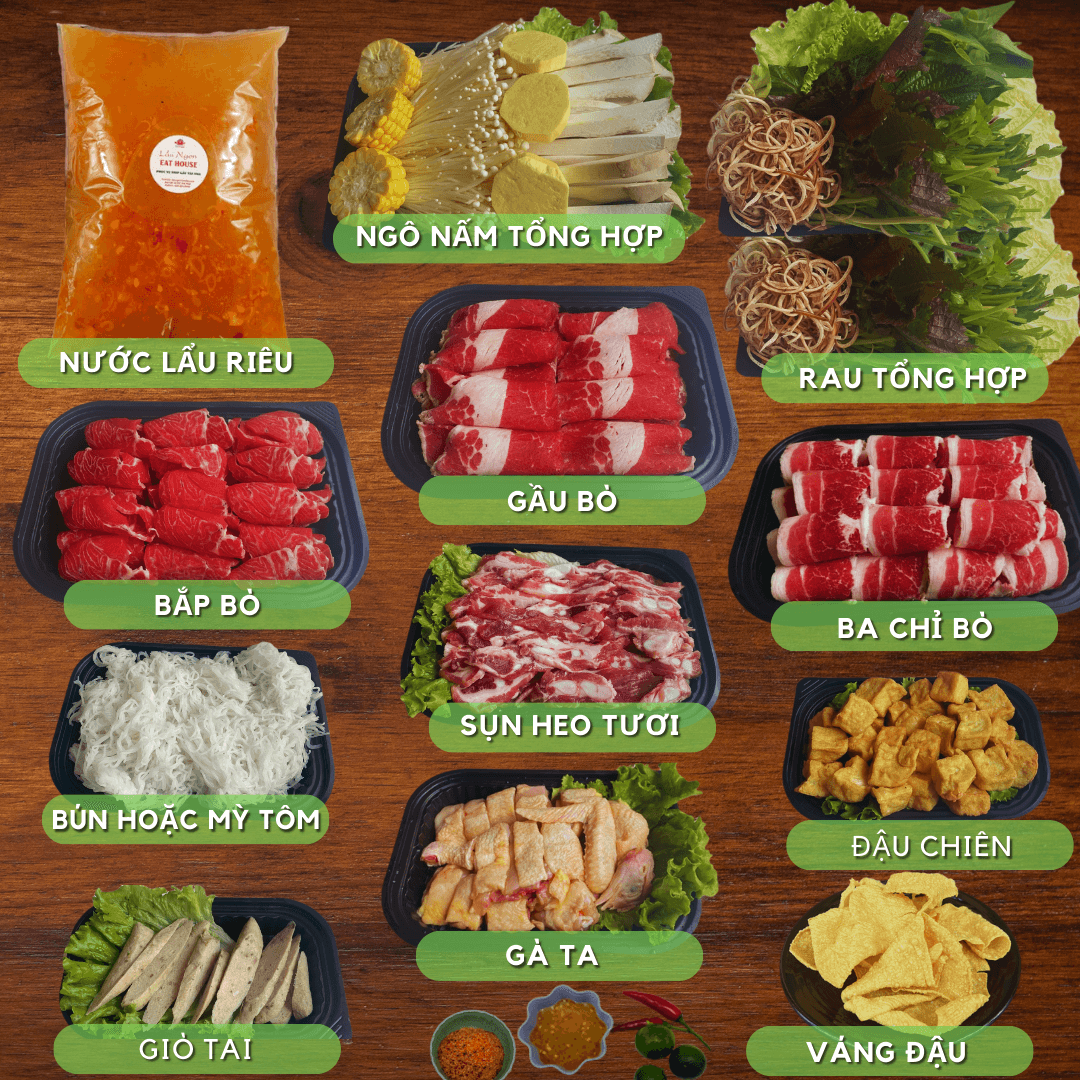 Lẩu Ngon
EAT HOUSE
NGÔ NẤM TỔNG HỢP
NƯỚC LẨU RIÊU
RAU TỔNG HỢP
GẦU BÒ
BẮP BÒ
BA CHỈ BÒ
SỤN HEO TƯƠI
BÚN HOẶC MỲ TÔM
ĐẬU CHIÊN
GÀ TA
GIÒ TAI
VÁNG ĐẬU